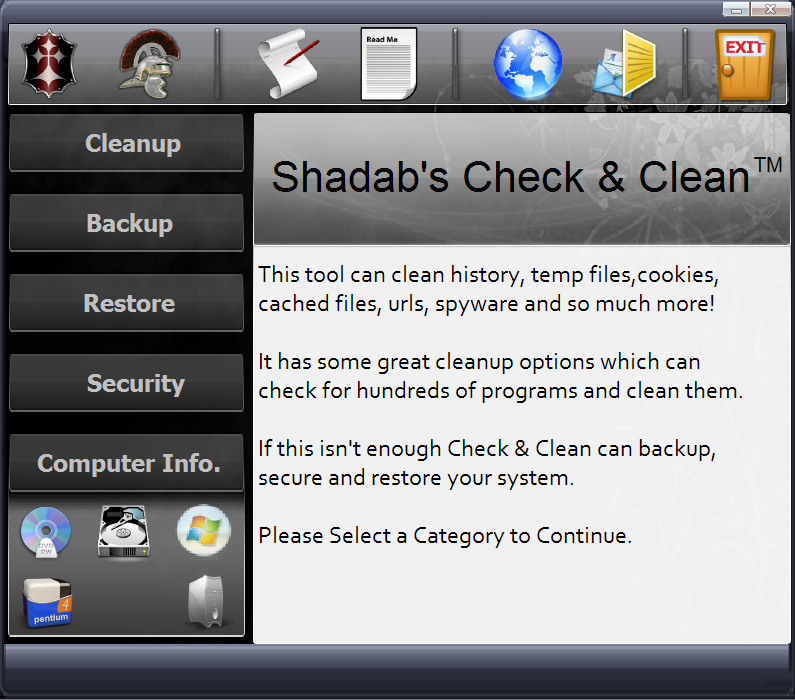 Read Me
EXIT
Cleanup
Backup
Restore
Security
Computer Info.
DVD
RW
4
pentium
Shadab's Check & Clean™
This tool can clean history, temp files,cookies,
cached files, urls, spyware and so much more!
It has some great cleanup options which can
check for hundreds of programs and clean them.
If this isn't enough Check & Clean can backup,
secure and restore your system.
Please Select a Category to Continue.